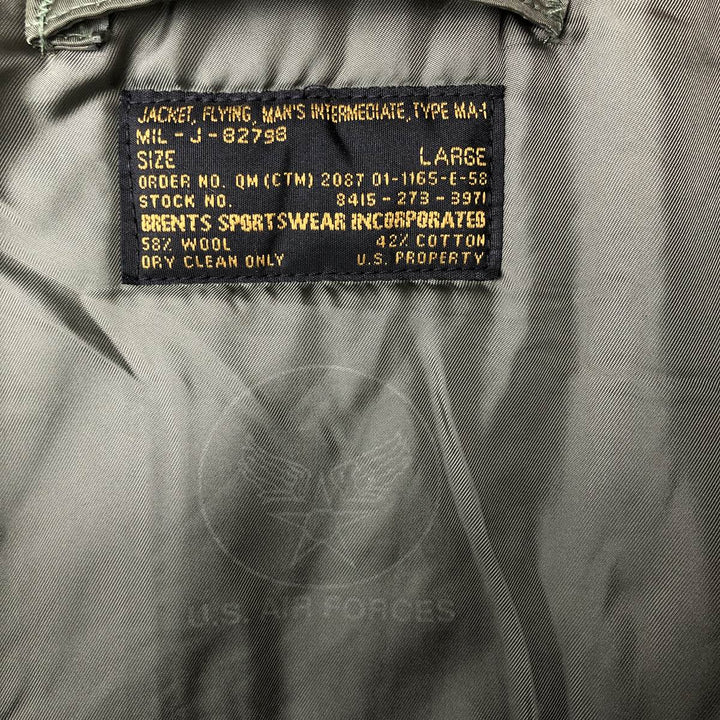 JACKET, FLYING, MAN'S INTERMEDIATE, TYPE MA-1
MIL-J-82798
SIZE LARGE
ORDER NO. QM (CTM) 2087 01-1165-E-58
STOCK NO. 8415-273-3971
BRENTS SPORTSWEAR INCORPORATED
58% WOOL 42% COTTON
DRY CLEAN ONLY U.S. PROPERTY
U.S. AIR FORCES